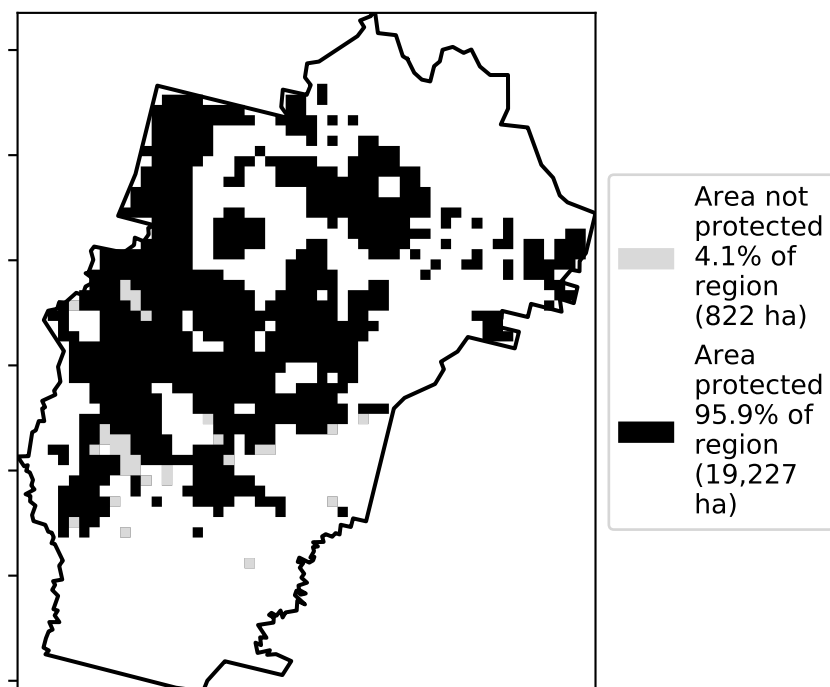 Area not
protected
4.1% of
region
(822 ha)
Area
protected
95.9% of
region
(19,227
ha)